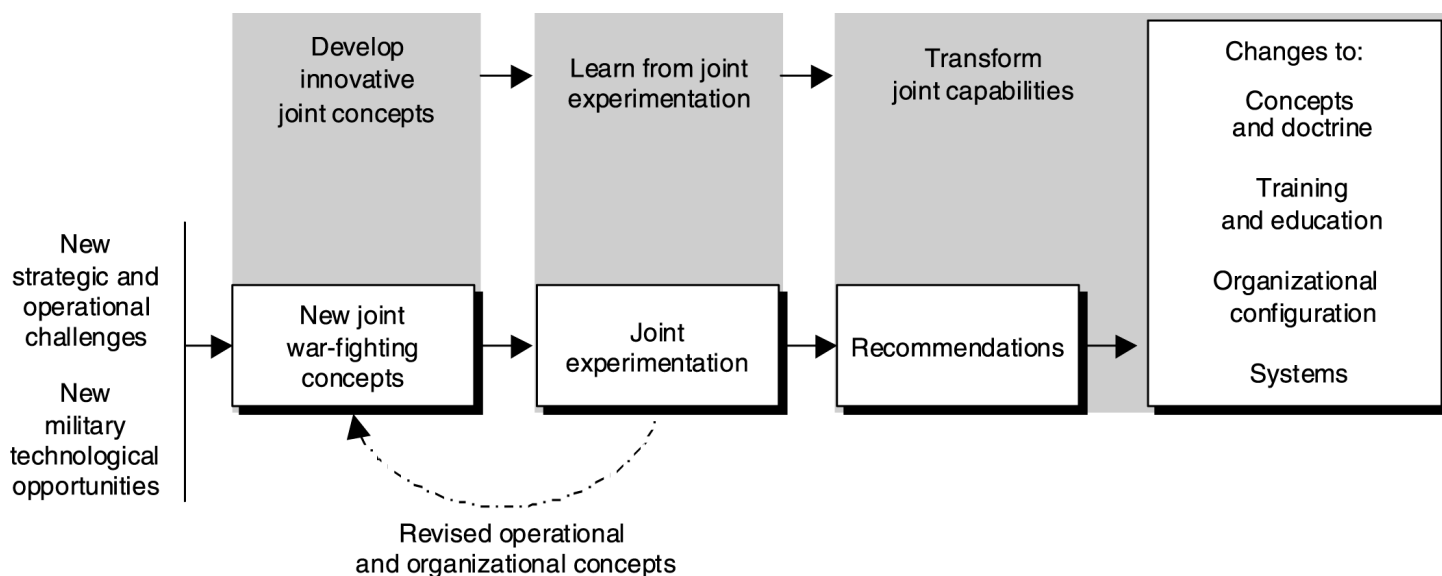 Develop
innovative
joint concepts
Learn from joint
experimentation
Transform
joint capabilities
Changes to:
Concepts
and doctrine
Training
and education
Organizational
configuration
Systems
New
strategic and
operational
challenges
New
military
technological
opportunities
New joint
war-fighting
concepts
Joint
experimentation
Recommendations
Revised operational
and organizational concepts